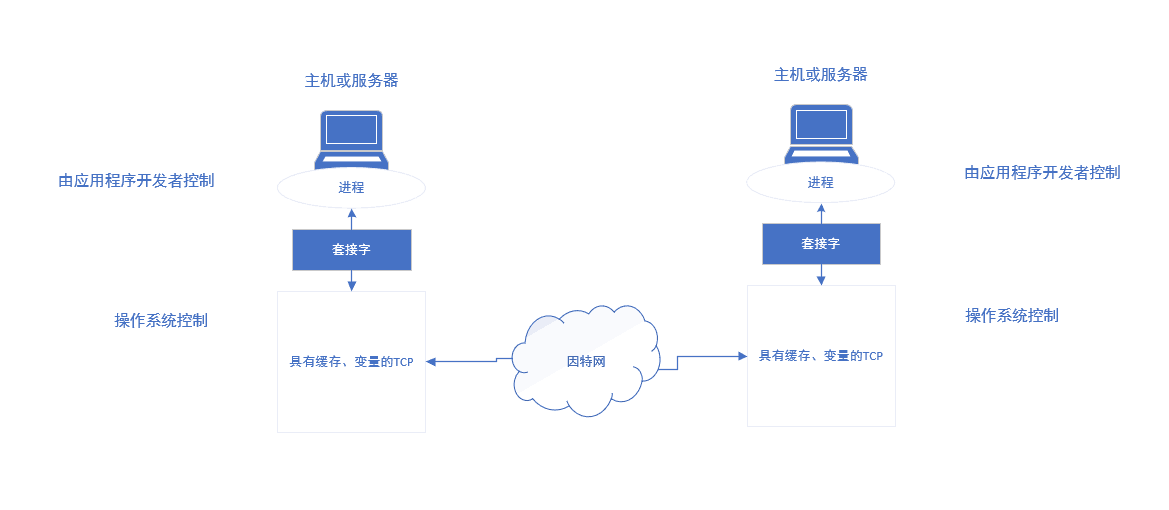 主机或服务器
主机或服务器
由应用程序开发者控制
进程
进程
由应用程序开发者控制
套接字
套接字
操作系统控制
操作系统控制
具有缓存、变量的TCP
因特网
具有缓存、变量的TCP